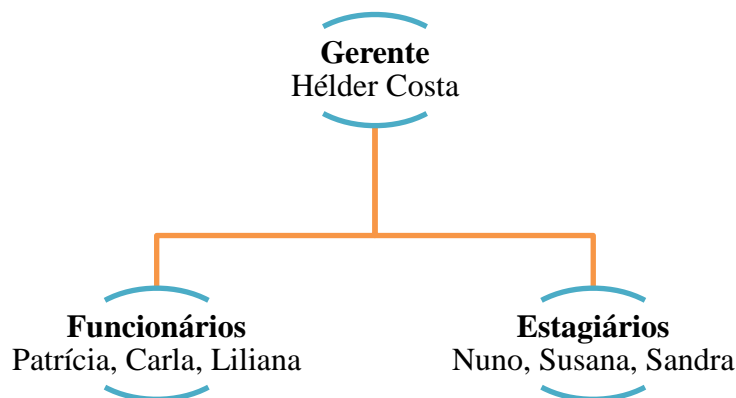 Gerente
Hélder Costa
Funcionários
Patrícia, Carla, Liliana
Estagiários
Nuno, Susana, Sandra